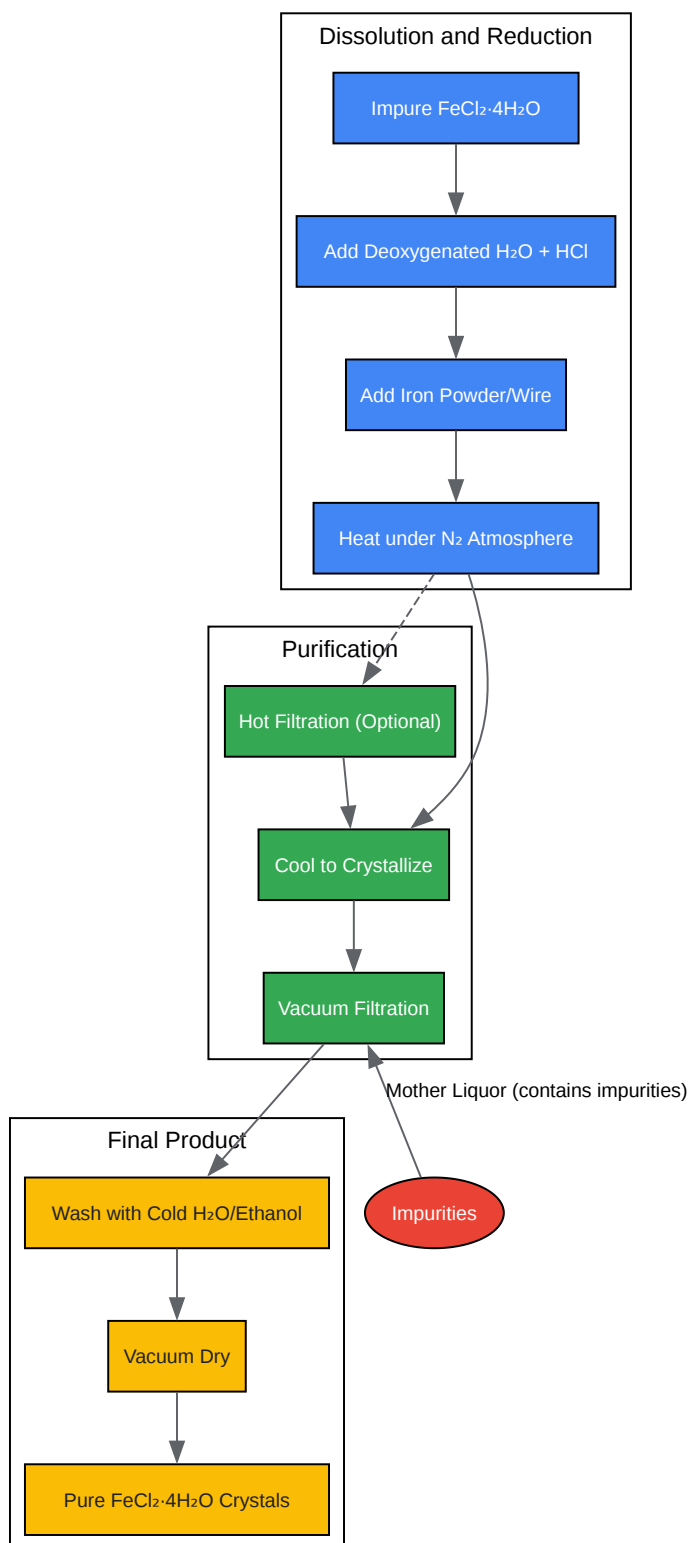 Dissolution and Reduction
Impure FeCl₂·4H₂O
Add Deoxygenated H₂O + HCl
Add Iron Powder/Wire
Heat under N₂ Atmosphere
Purification
Hot Filtration (Optional)
Cool to Crystallize
Vacuum Filtration
Mother Liquor (contains impurities)
Final Product
Wash with Cold H₂O/Ethanol
Impurities
Vacuum Dry
Pure FeCl₂·4H₂O Crystals